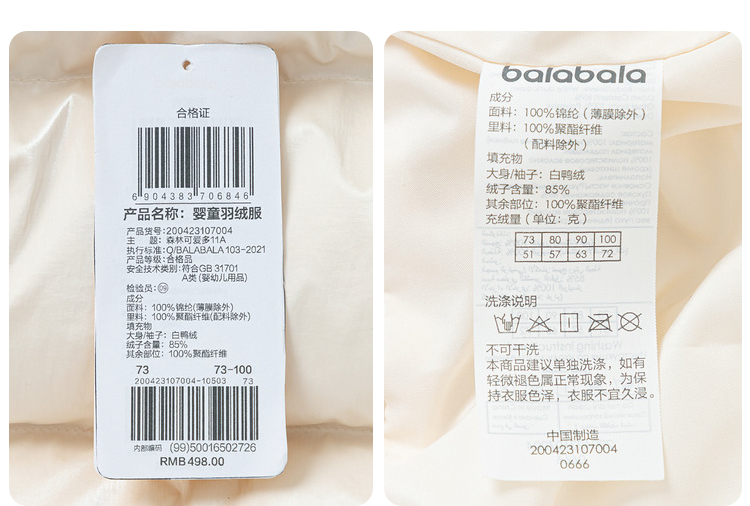 合格证
6 904383 706846
产品名称：婴童羽绒服
产品货号：200423107004
主 题：森林可爱多11A
执行标准：Q/BALABALA 103-2021
产品等级：合格品
安全技术类别：符合GB 31701
A类（婴幼儿用品）
检验员：
成分
面料：100%锦纶(薄膜除外)
里料：100%聚酯纤维(配料除外)
填充物
大身/袖子：白鸭绒
绒子含量：85%
其余部位：100%聚酯纤维
73 73-100
200423107004-10503 73
内部编码 (99)50016502726
RMB 498.00
balabala
成分
面料：100%锦纶（薄膜除外）
里料：100%聚酯纤维
（配料除外）
填充物
大身/袖子：白鸭绒
绒子含量：85%
其余部位：100%聚酯纤维
充绒量（单位：克）
73 80 90 100
51 57 63 72
洗涤说明
不可干洗
本商品建议单独洗涤，如有
轻微褪色属正常现象，为保
持衣服色泽，衣服不宜久浸。
中国制造
200423107004
0666